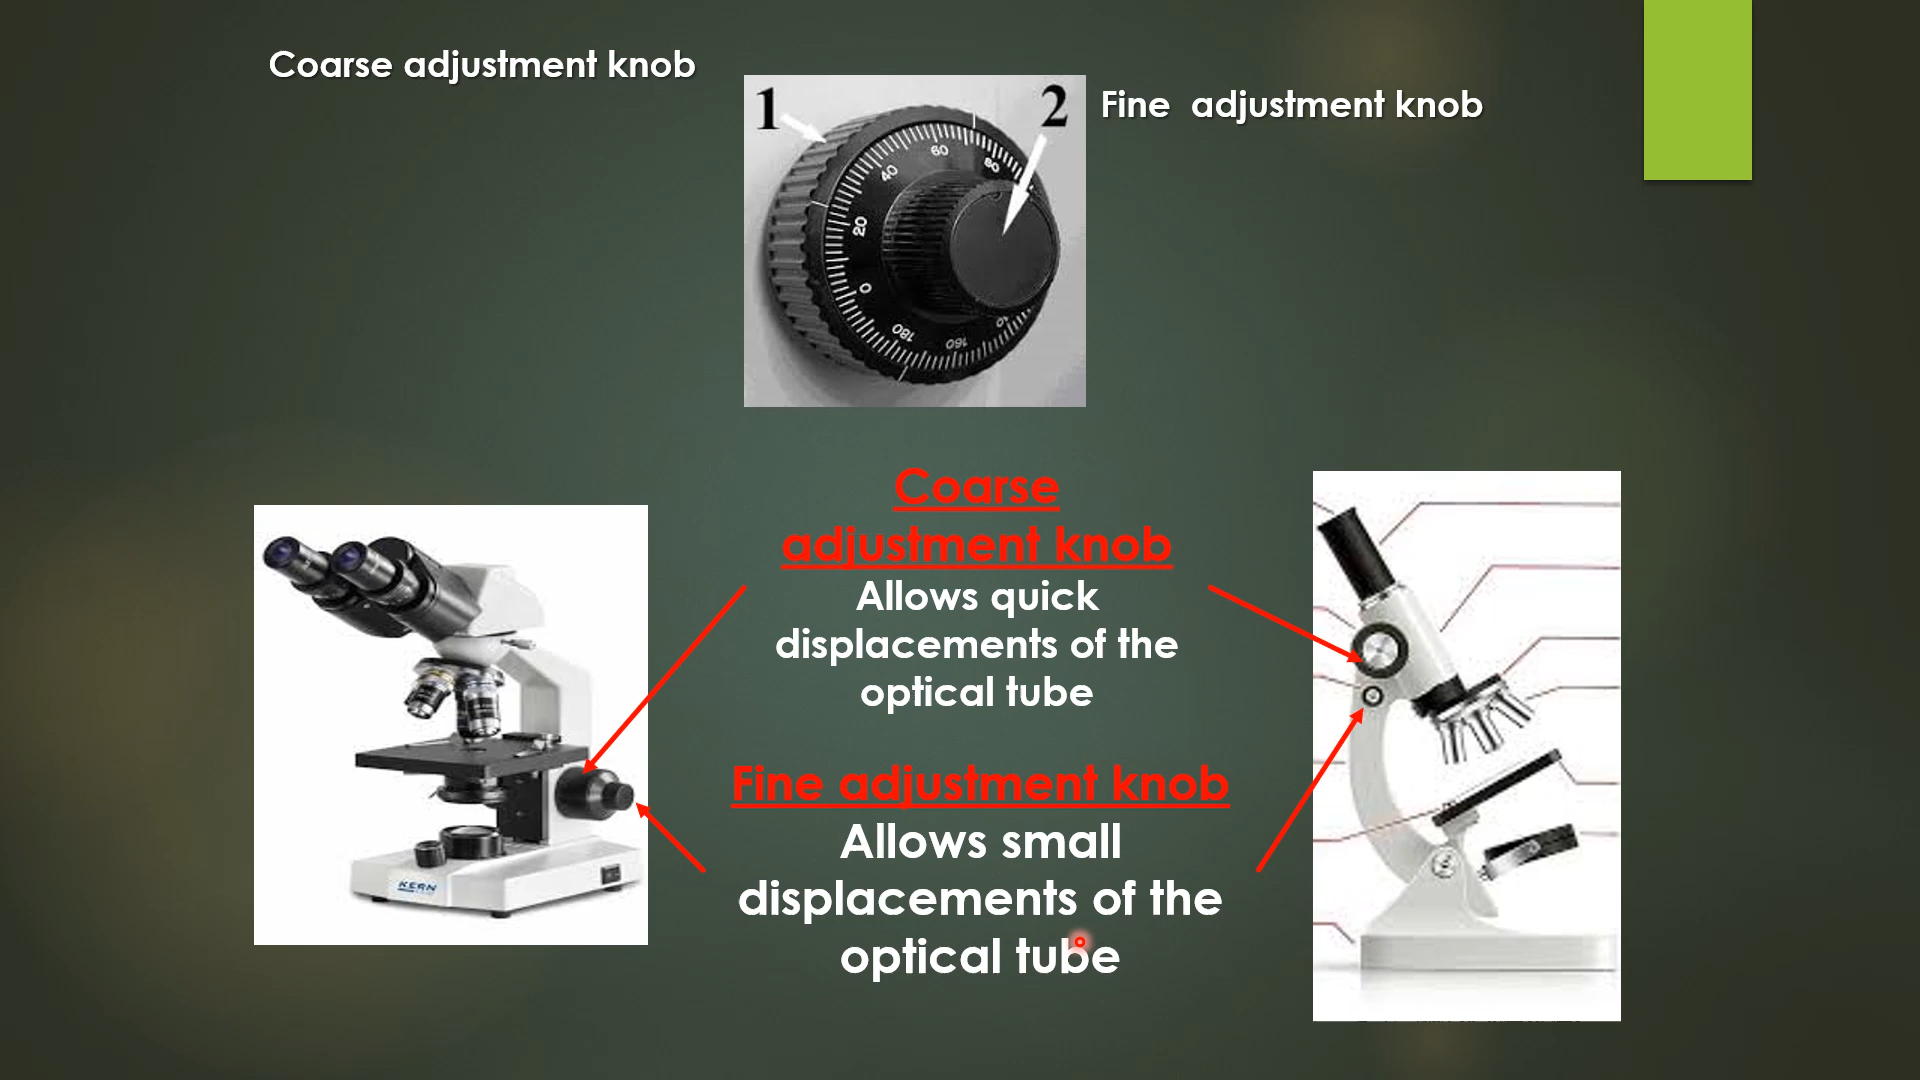 Coarse adjustment knob
Fine adjustment knob
1
2
60
80
40
20
0
180
160
Coarse
adjustment knob
Allows quick
displacements of the
optical tube
Fine adjustment knob
Allows small
displacements of the
optical tube
KERN